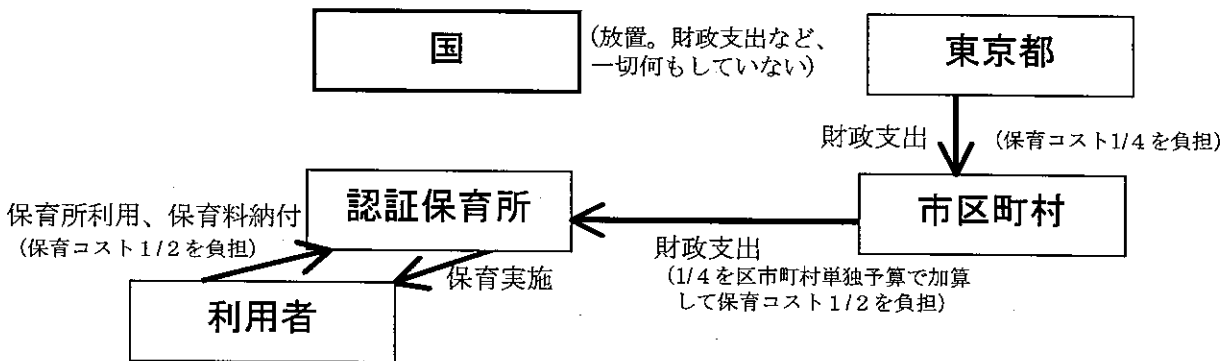 国
(放置。財政支出など、
一切何もしていない)
東京都
財政支出
(保育コスト1/4を負担)
保育所利用、保育料納付
(保育コスト1/2を負担)
認証保育所
市区町村
財政支出
(1/4を区市町村単独予算で加算
して保育コスト1/2を負担)
保育実施
利用者